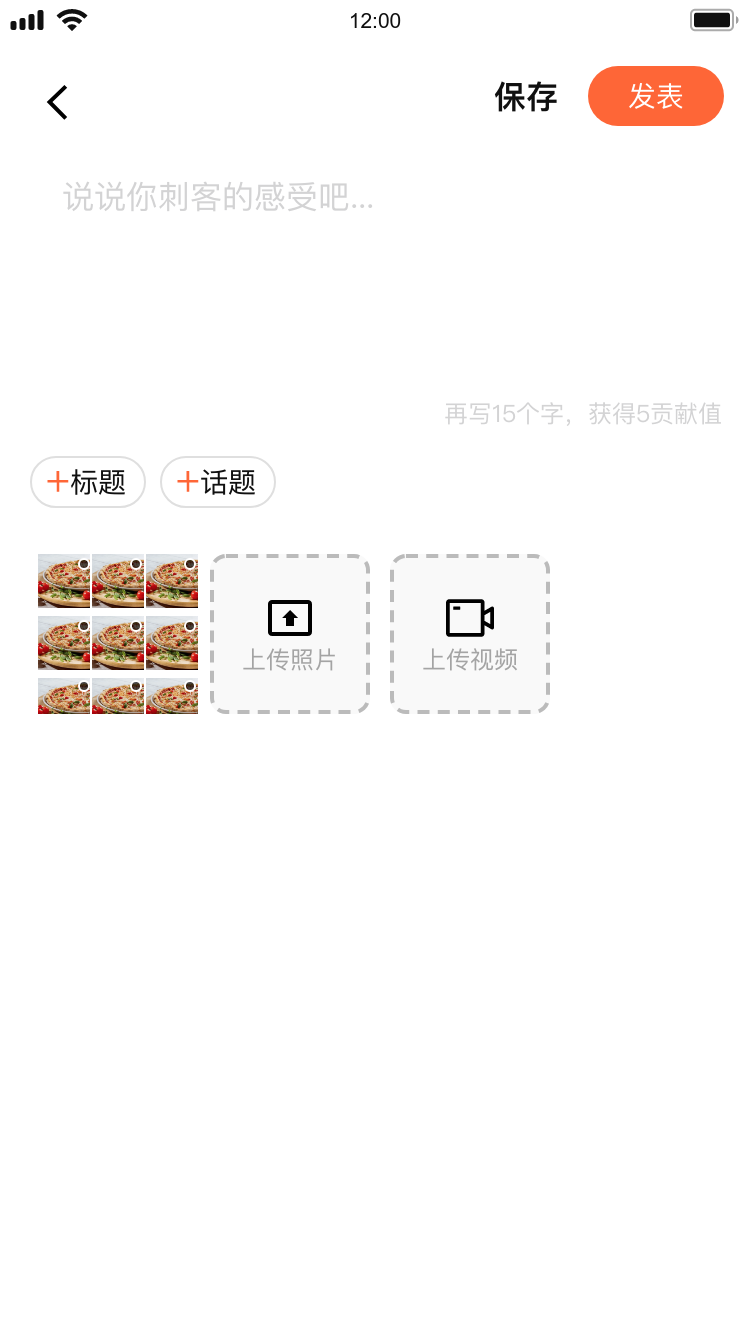 12:00
保存 发表
说说你刺客的感受吧...
再写15个字，获得5贡献值
+标题 +话题
上传照片 上传视频